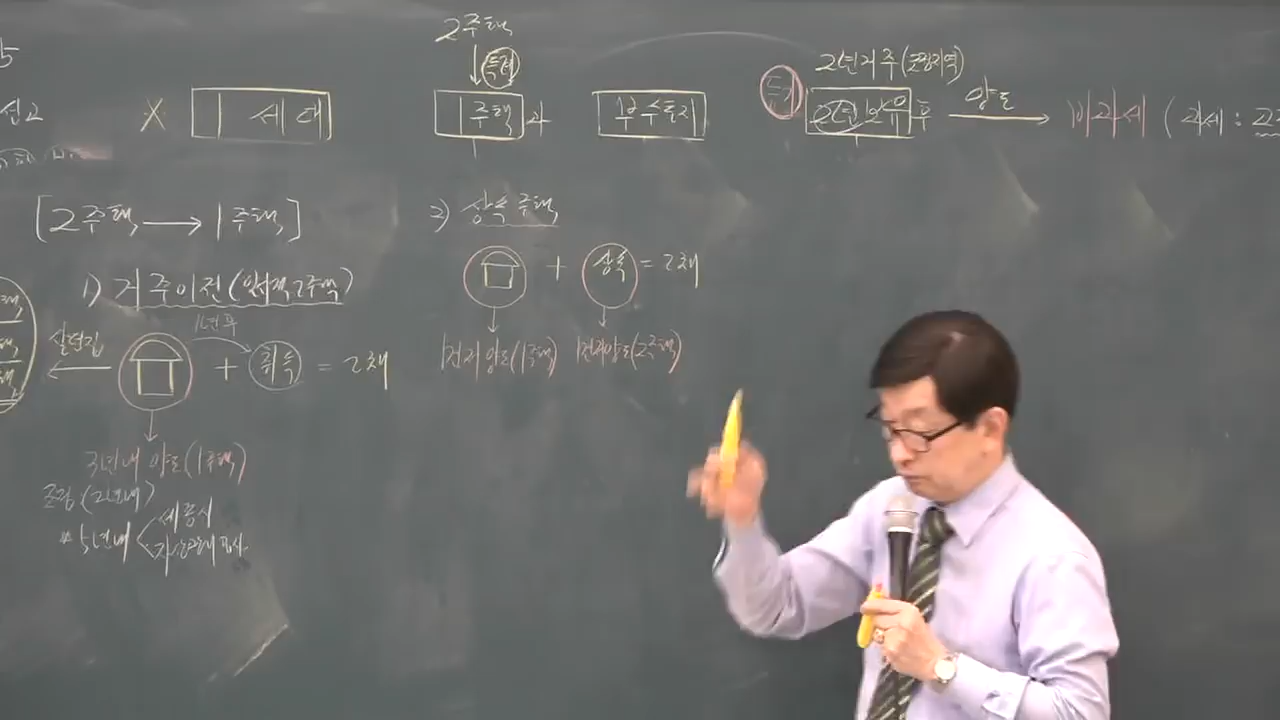 2주택
특례
2년거주(조정지역)
X 1 세대 1주택 과 부수토지 특례 2년보유 후 양도 비과세 (과세: 고
[2주택 → 1주택]
1) 거주이전(일시적2주택)
1년후
살던집 + 취득 = 2채
3년내 양도(1주택)
조정(2년내)
* 5년내 세종시
2) 상속주택
+ 상속 = 2채
먼저양도(1주택) 먼저양도(2주택)